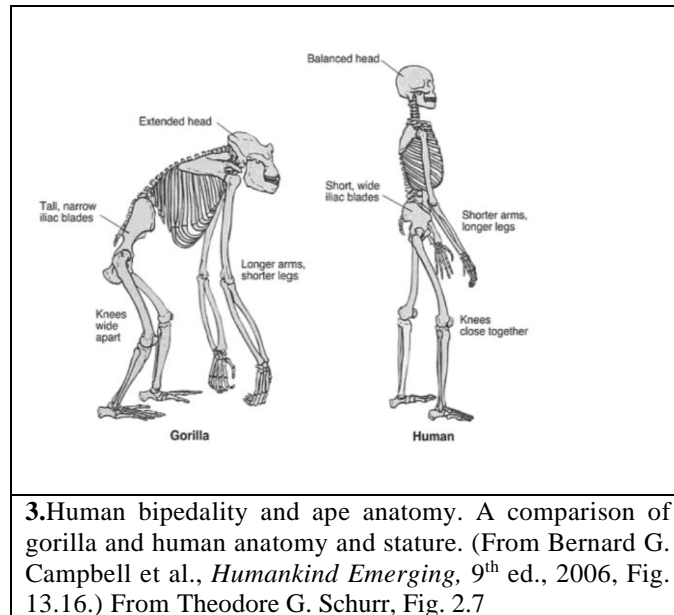 Balanced head
Extended head
Tall, narrow
iliac blades
Short, wide
iliac blades
Shorter arms,
longer legs
Longer arms,
shorter legs
Knees
wide
apart
Knees
close together
Gorilla
Human
3.Human bipedality and ape anatomy. A comparison of
gorilla and human anatomy and stature. (From Bernard G.
Campbell et al., Humankind Emerging, 9th ed., 2006, Fig.
13.16.) From Theodore G. Schurr, Fig. 2.7